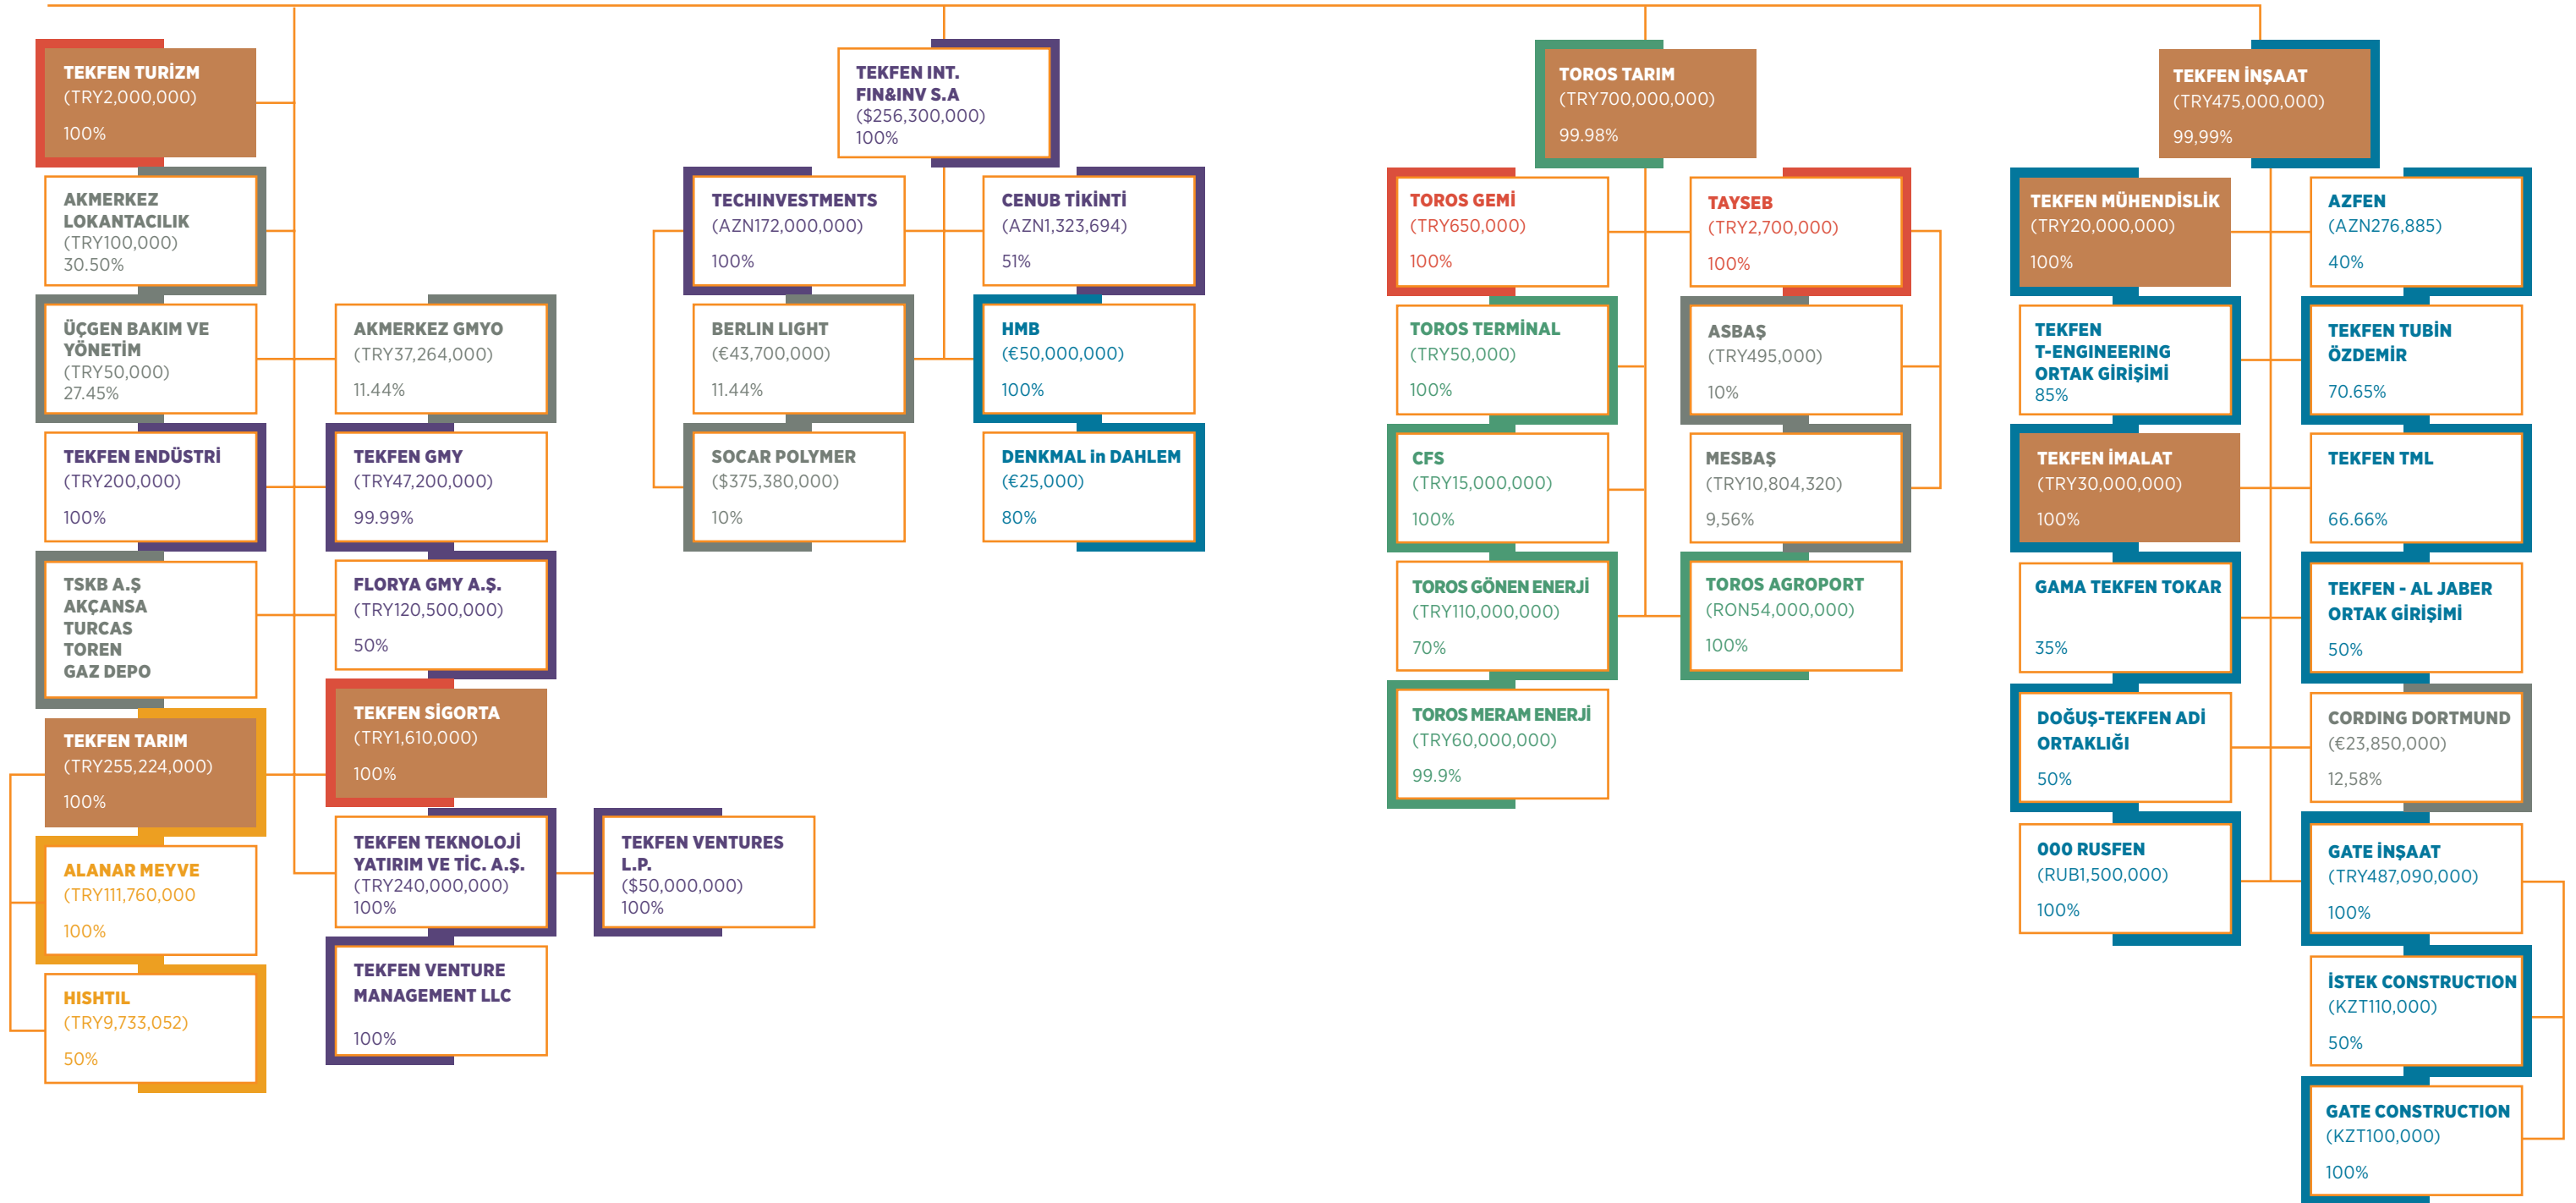 TEKFEN TURİZM
(TRY2,000,000)
100%
AKMERKEZ
LOKANTACILIK
(TRY100,000)
30.50%
ÜÇGEN BAKIM VE
YÖNETİM
(TRY50,000)
27.45%
AKMERKEZ GMYO
(TRY37,264,000)
11.44%
TEKFEN ENDÜSTRİ
(TRY200,000)
100%
TEKFEN GMY
(TRY47,200,000)
99.99%
TSKB A.Ş
AKÇANSA
TURCAS
TOREN
GAZ DEPO
FLORYA GMY A.Ş.
(TRY120,500,000)
50%
TEKFEN TARIM
(TRY255,224,000)
100%
TEKFEN SİGORTA
(TRY1,610,000)
100%
ALANAR MEYVE
(TRY111,760,000
100%
TEKFEN TEKNOLOJİ
YATIRIM VE TİC. A.Ş.
(TRY240,000,000)
100%
TEKFEN VENTURES
L.P.
($50,000,000)
100%
HISHTIL
(TRY9,733,052)
50%
TEKFEN VENTURE
MANAGEMENT LLC
100%
TEKFEN INT.
FIN&INV S.A
($256,300,000)
100%
TECHINVESTMENTS
(AZN172,000,000)
100%
CENUB TİKİNTİ
(AZN1,323,694)
51%
BERLIN LIGHT
(€43,700,000)
11.44%
HMB
(€50,000,000)
100%
SOCAR POLYMER
($375,380,000)
10%
DENKMAL in DAHLEM
(€25,000)
80%
TOROS TARIM
(TRY700,000,000)
99.98%
TOROS GEMİ
(TRY650,000)
100%
TAYSEB
(TRY2,700,000)
100%
TOROS TERMİNAL
(TRY50,000)
100%
ASBAŞ
(TRY495,000)
10%
CFS
(TRY15,000,000)
100%
MESBAŞ
(TRY10,804,320)
9,56%
TOROS GÖNEN ENERJİ
(TRY110,000,000)
70%
TOROS AGROPORT
(RON54,000,000)
100%
TOROS MERAM ENERJİ
(TRY60,000,000)
99.9%
TEKFEN İNŞAAT
(TRY475,000,000)
99,99%
TEKFEN MÜHENDİSLİK
(TRY20,000,000)
100%
AZFEN
(AZN276,885)
40%
TEKFEN
T-ENGINEERING
ORTAK GİRİŞİMİ
85%
TEKFEN TUBİN
ÖZDEMİR
70.65%
TEKFEN İMALAT
(TRY30,000,000)
100%
TEKFEN TML
66.66%
GAMA TEKFEN TOKAR
35%
TEKFEN - AL JABER
ORTAK GİRİŞİMİ
50%
DOĞUŞ-TEKFEN ADİ
ORTAKLIĞI
50%
CORDING DORTMUND
(€23,850,000)
12,58%
000 RUSFEN
(RUB1,500,000)
100%
GATE İNŞAAT
(TRY487,090,000)
100%
İSTEK CONSTRUCTION
(KZT110,000)
50%
GATE CONSTRUCTION
(KZT100,000)
100%